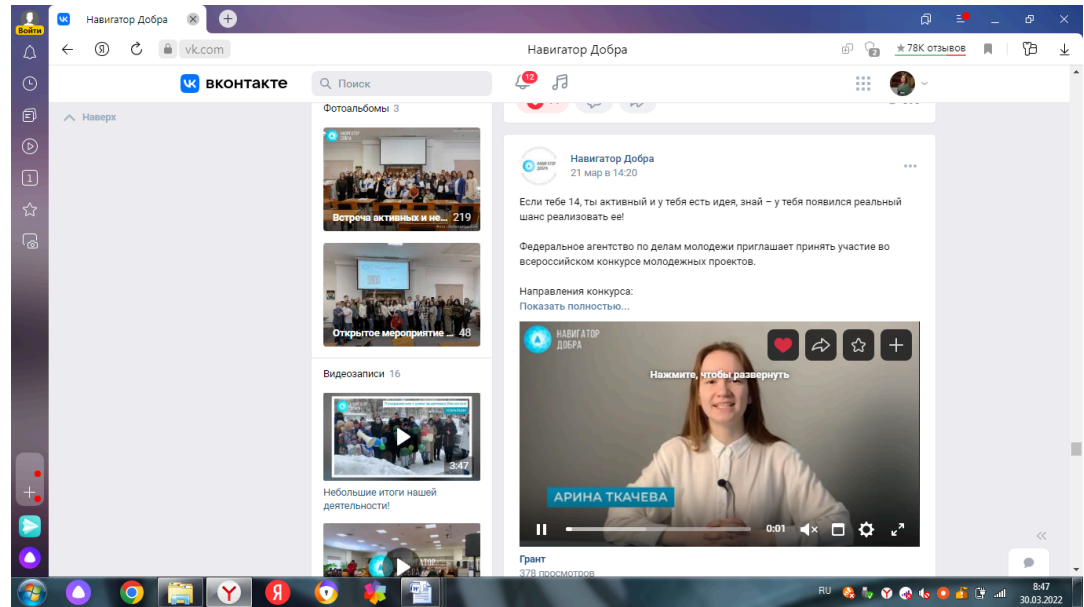 Войти
Навигатор Добра
vk.com
Навигатор Добра
★ 78K отзывов
вконтакте
Поиск
12
Наверх
Фотоальбомы 3
НАВИГАТОР
ДОБРА
Встреча активных и не... 219
Открытое мероприятие ... 48
Видеозаписи 16
3:47
Небольшие итоги нашей
деятельности!
Навигатор Добра
21 мар в 14:20
Если тебе 14, ты активный и у тебя есть идея, знай – у тебя появился реальный
шанс реализовать ее!
Федеральное агентство по делам молодежи приглашает принять участие во
всероссийском конкурсе молодежных проектов.
Направления конкурса:
Показать полностью...
НАВИГАТОР
ДОБРА
Нажмите, чтобы развернуть
АРИНА ТКАЧЕВА
0:01
Грант
378 просмотров
RU
8:47
30.03.2022